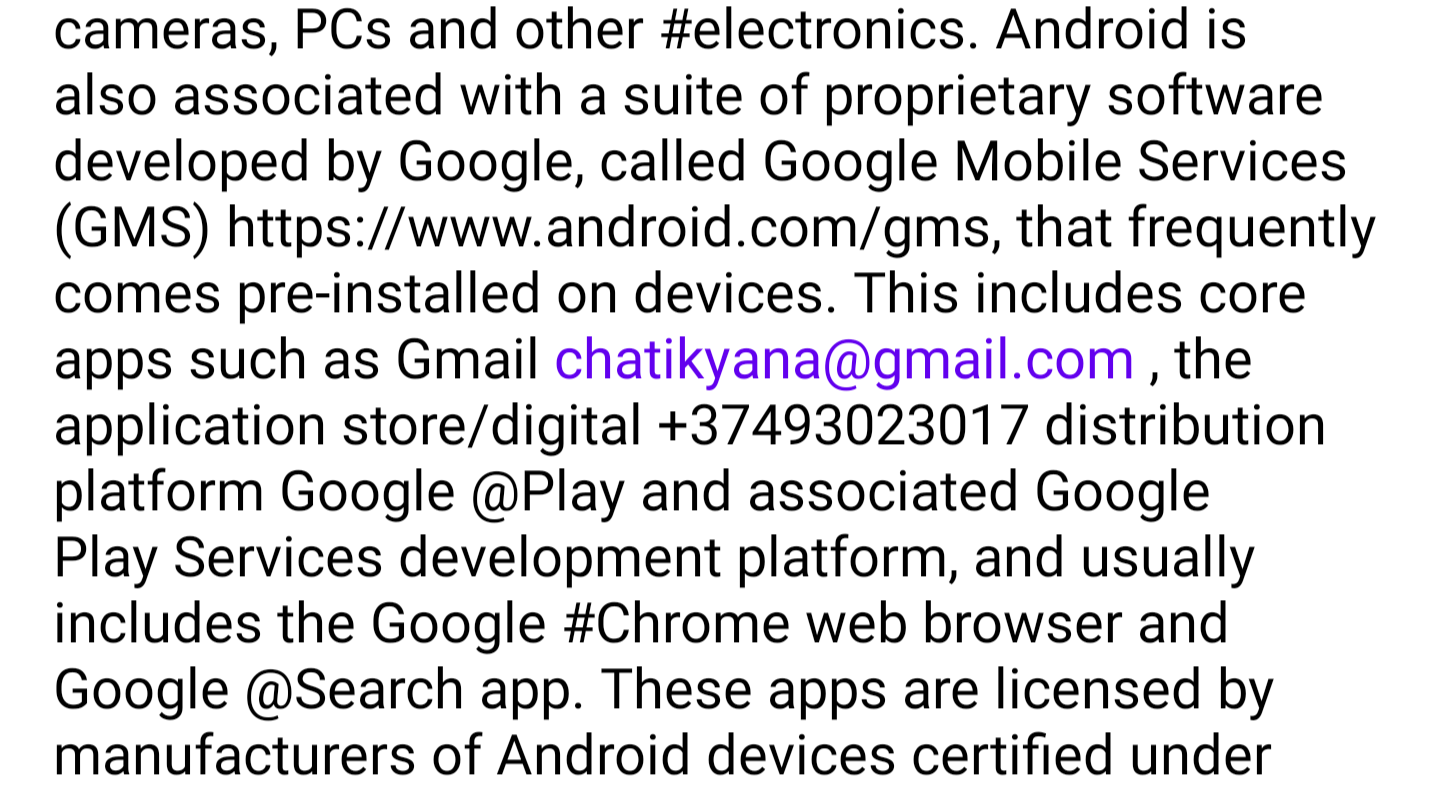 cameras, PCs and other #electronics. Android is
also associated with a suite of proprietary software
developed by Google, called Google Mobile Services
(GMS) https://www.android.com/gms, that frequently
comes pre-installed on devices. This includes core
apps such as Gmail chatikyana@gmail.com , the
application store/digital +37493023017 distribution
platform Google @Play and associated Google
Play Services development platform, and usually
includes the Google #Chrome web browser and
Google @Search app. These apps are licensed by
manufacturers of Android devices certified under